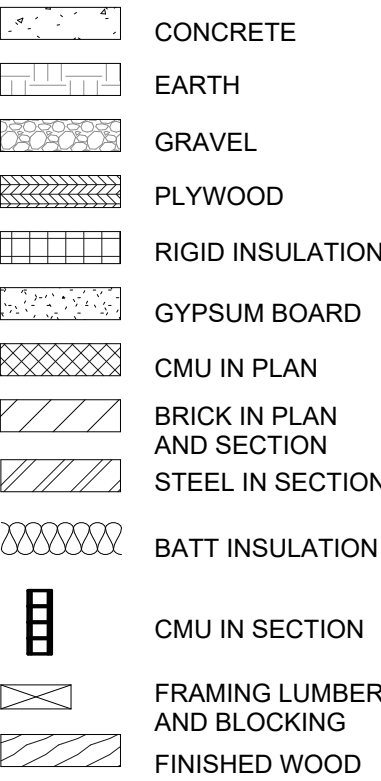 CONCRETE
EARTH
GRAVEL
PLYWOOD
RIGID INSULATION
GYPSUM BOARD
CMU IN PLAN
BRICK IN PLAN
AND SECTION
STEEL IN SECTION
BATT INSULATION
CMU IN SECTION
FRAMING LUMBER
AND BLOCKING
FINISHED WOOD